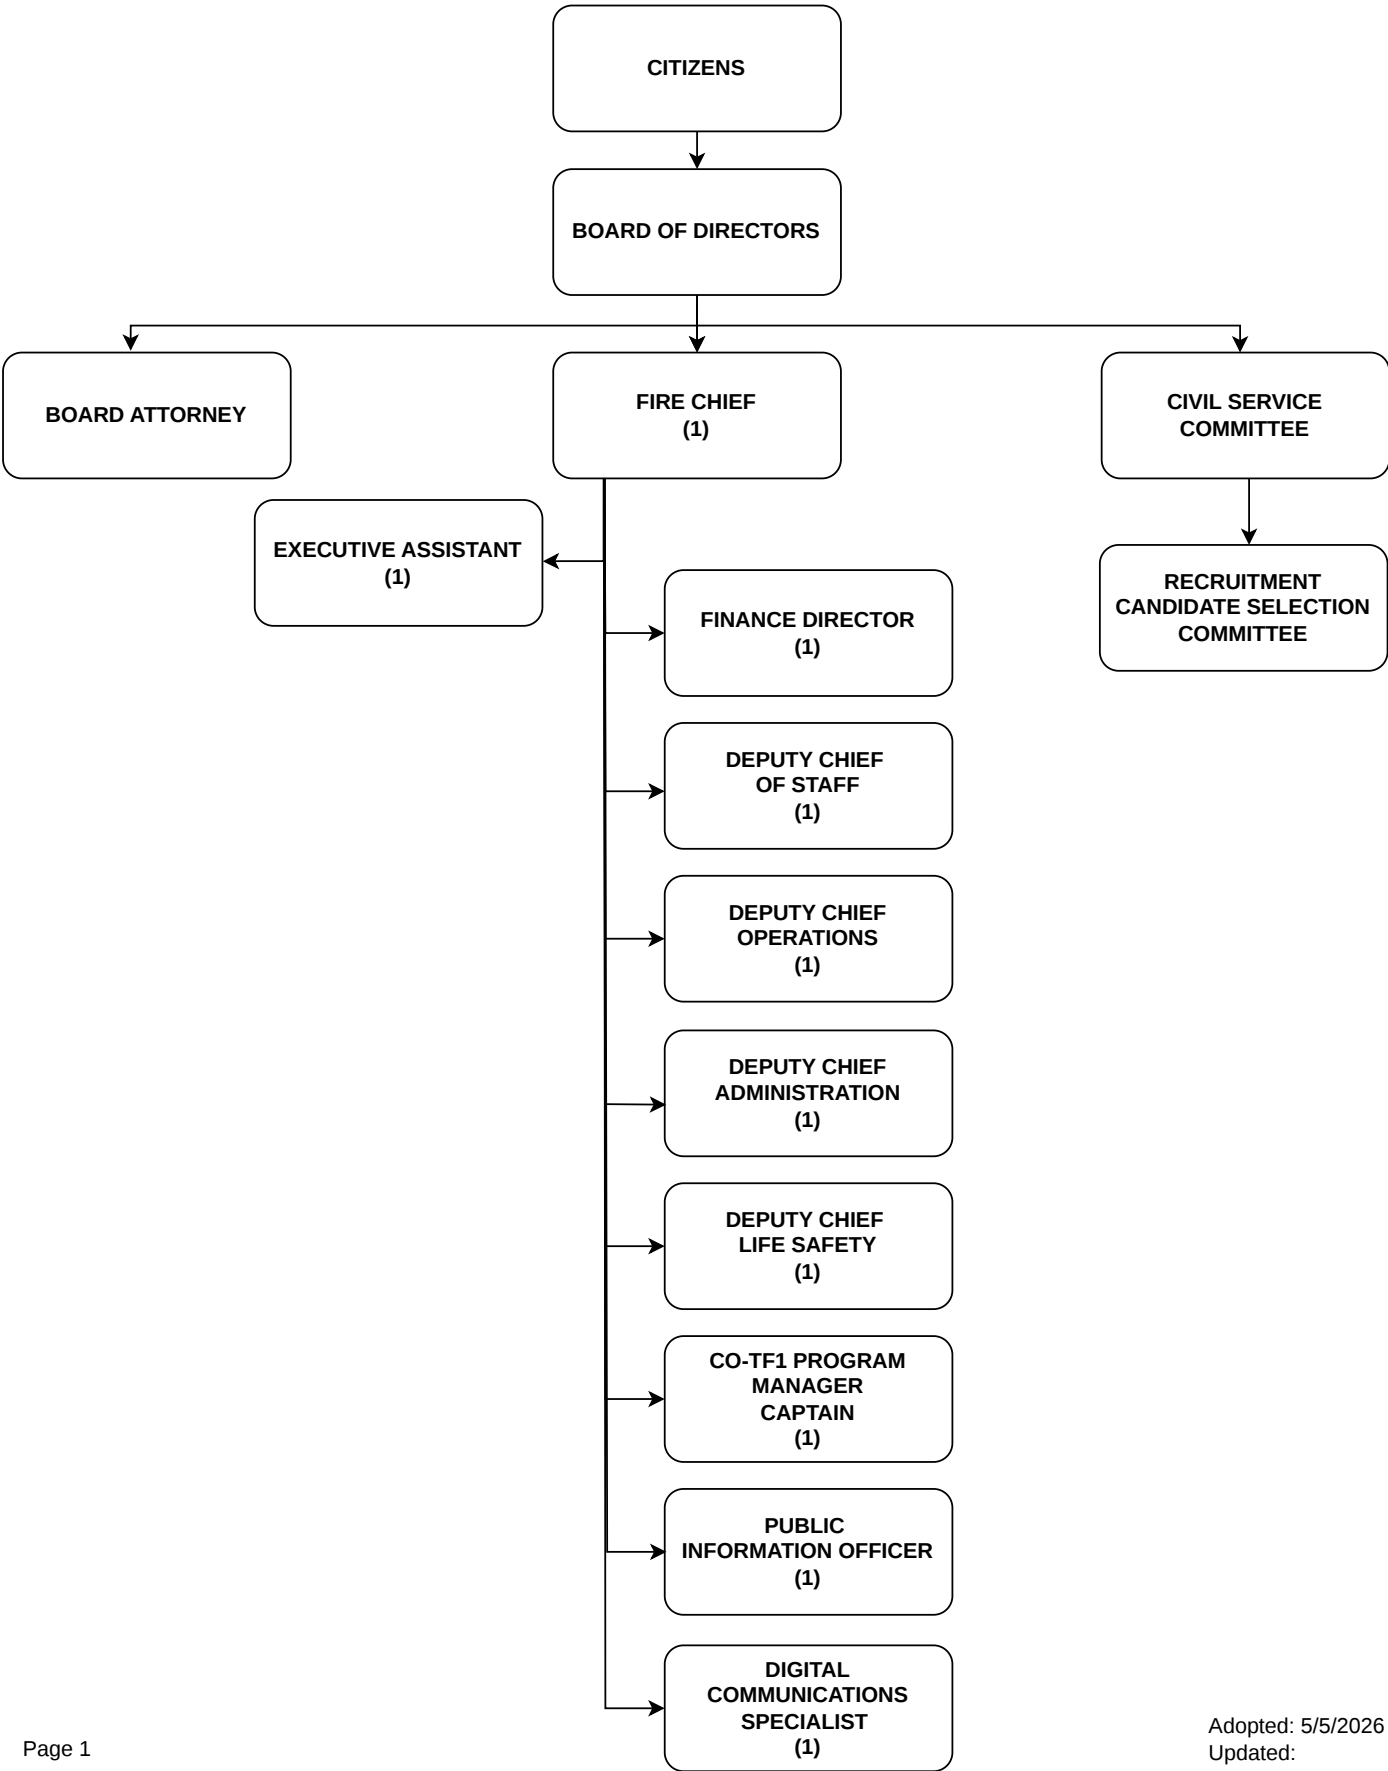 CITIZENS
BOARD OF DIRECTORS
BOARD ATTORNEY
FIRE CHIEF
(1)
CIVIL SERVICE
COMMITTEE
EXECUTIVE ASSISTANT
(1)
RECRUITMENT
CANDIDATE SELECTION
COMMITTEE
FINANCE DIRECTOR
(1)
DEPUTY CHIEF
OF STAFF
(1)
DEPUTY CHIEF
OPERATIONS
(1)
DEPUTY CHIEF
ADMINISTRATION
(1)
DEPUTY CHIEF
LIFE SAFETY
(1)
CO-TF1 PROGRAM
MANAGER
CAPTAIN
(1)
PUBLIC
INFORMATION OFFICER
(1)
DIGITAL
COMMUNICATIONS
SPECIALIST
(1)
Page 1
Adopted: 5/5/2026
Updated: